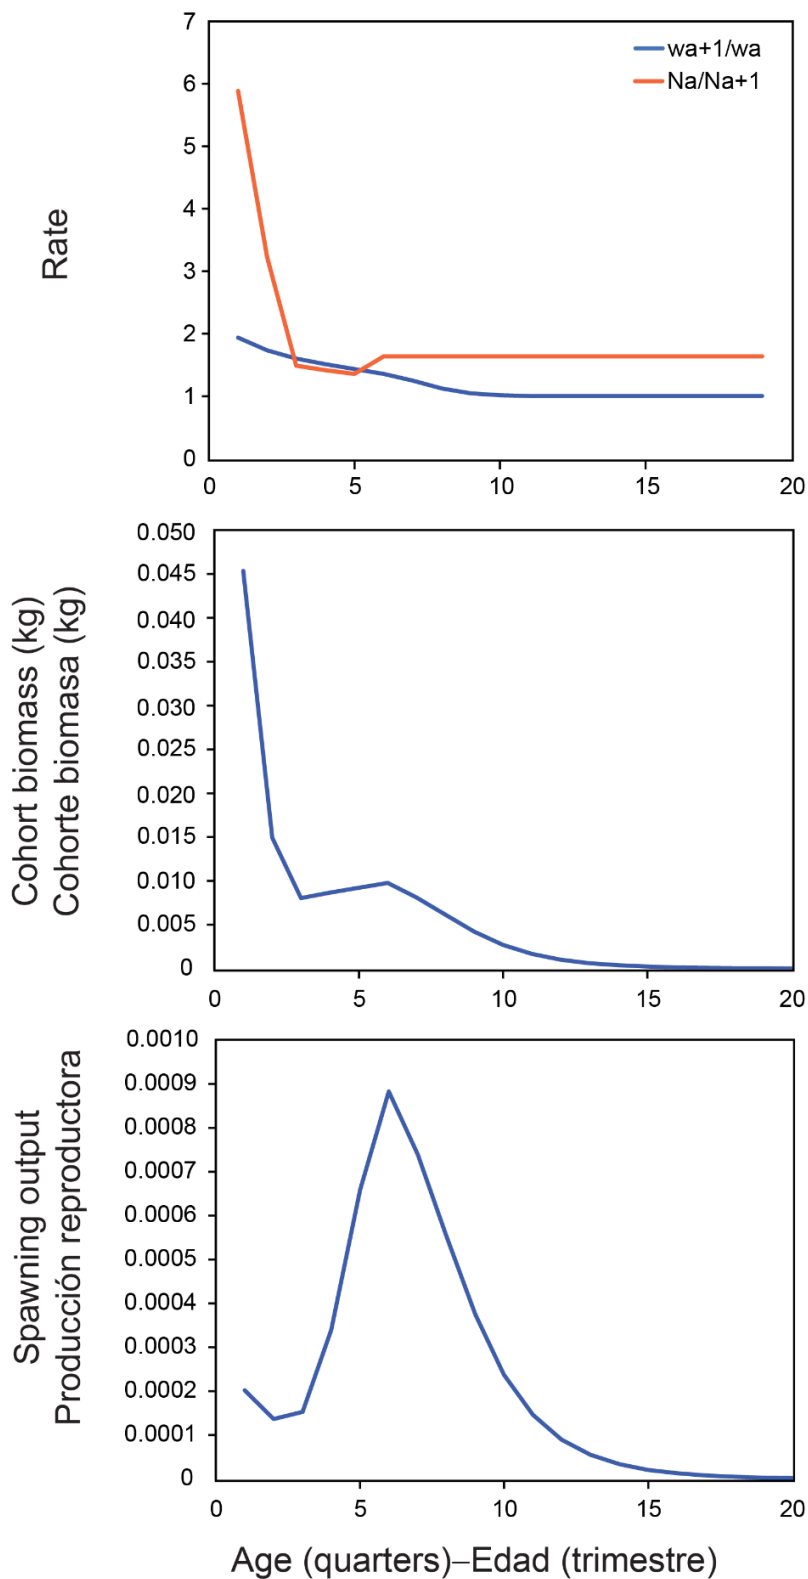 Rate
7
6
5
4
3
2
1
0
wa+1/wa
Na/Na+1
0 5 10 15 20
Cohort biomass (kg)
Cohorte biomasa (kg)
0.050
0.045
0.040
0.035
0.030
0.025
0.020
0.015
0.010
0.005
0
0 5 10 15 20
Spawning output
Producción reproductora
0.0010
0.0009
0.0008
0.0007
0.0006
0.0005
0.0004
0.0003
0.0002
0.0001
0
0 5 10 15 20
Age (quarters)–Edad (trimestre)